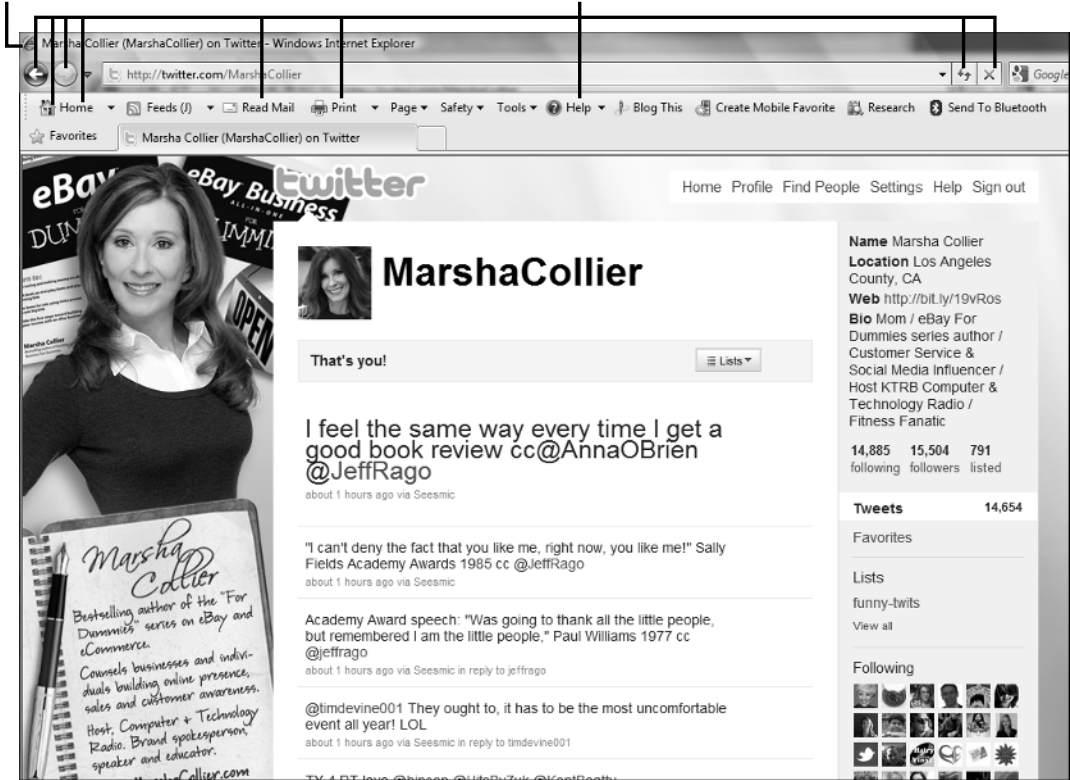 MarshaCollier (MarshaCollier) on Twitter - Windows Internet Explorer
http://twitter.com/MarshaCollier
Google
Home Feeds (J) Read Mail Print Page Safety Tools Help Blog This Create Mobile Favorite Research Send To Bluetooth
Favorites Marsha Collier (MarshaCollier) on Twitter
eBay
FOR
DUM
eBay Business
ALL-IN-ONE
FOR
UMMI
OPEN
Marsha Collier
twitter
Home Profile Find People Settings Help Sign out
MarshaCollier
That's you!
Lists
I feel the same way every time I get a
good book review cc@AnnaOBrien
@JeffRago
about 1 hours ago via Seesmic
"I can't deny the fact that you like me, right now, you like me!" Sally
Fields Academy Awards 1985 cc @JeffRago
about 1 hours ago via Seesmic
Academy Award speech: "Was going to thank all the little people,
but remembered I am the little people," Paul Williams 1977 cc
@jeffrago
about 1 hours ago via Seesmic in reply to jeffrago
@timdevine001 They ought to, it has to be the most uncomfortable
event all year! LOL
about 1 hours ago via Seesmic in reply to timdevine001
Name Marsha Collier
Location Los Angeles
County, CA
Web http://bit.ly/19vRos
Bio Mom / eBay For
Dummies series author /
Customer Service &
Social Media Influencer /
Host KTRB Computer &
Technology Radio /
Fitness Fanatic
14,885 15,504 791
following followers listed
Tweets 14,654
Favorites
Lists
funny-twits
View all
Following
Marsha
Collier
Bestselling author of the "For
Dummies" series on eBay and
eCommerce.
Counsels businesses and indivi-
duals building online presence,
sales and customer awareness.
Host, Computer + Technology
Radio. Brand spokesperson,
speaker and educator.
MarshaCollier.com